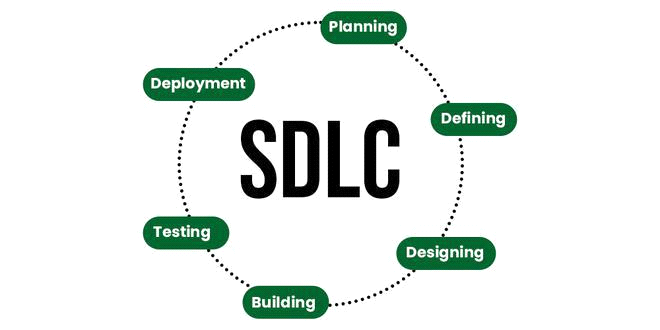 Planning
Defining
Designing
Building
Testing
Deployment
SDLC